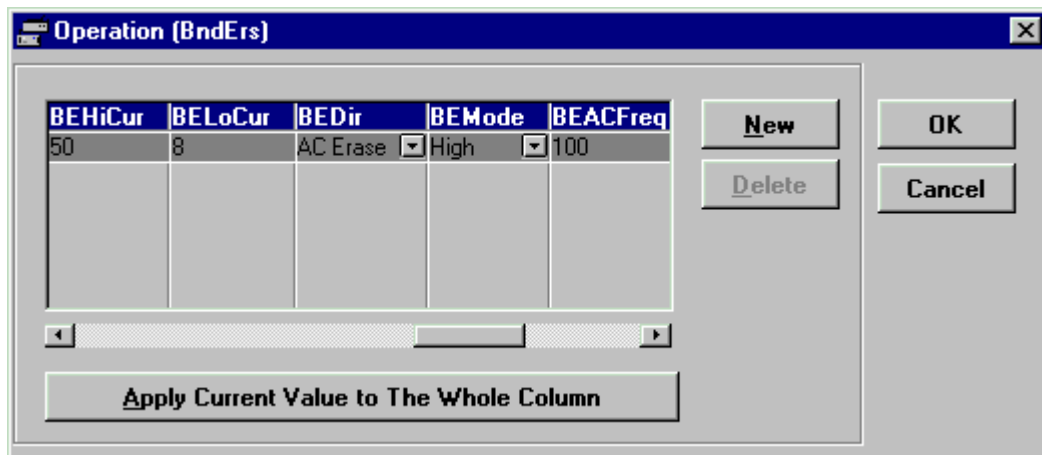 Operation (BndErs)
BEHiCur BELoCur BEDir BEMode BEACFreq
50 8 AC Erase High 100
New
Delete
OK
Cancel
Apply Current Value to The Whole Column